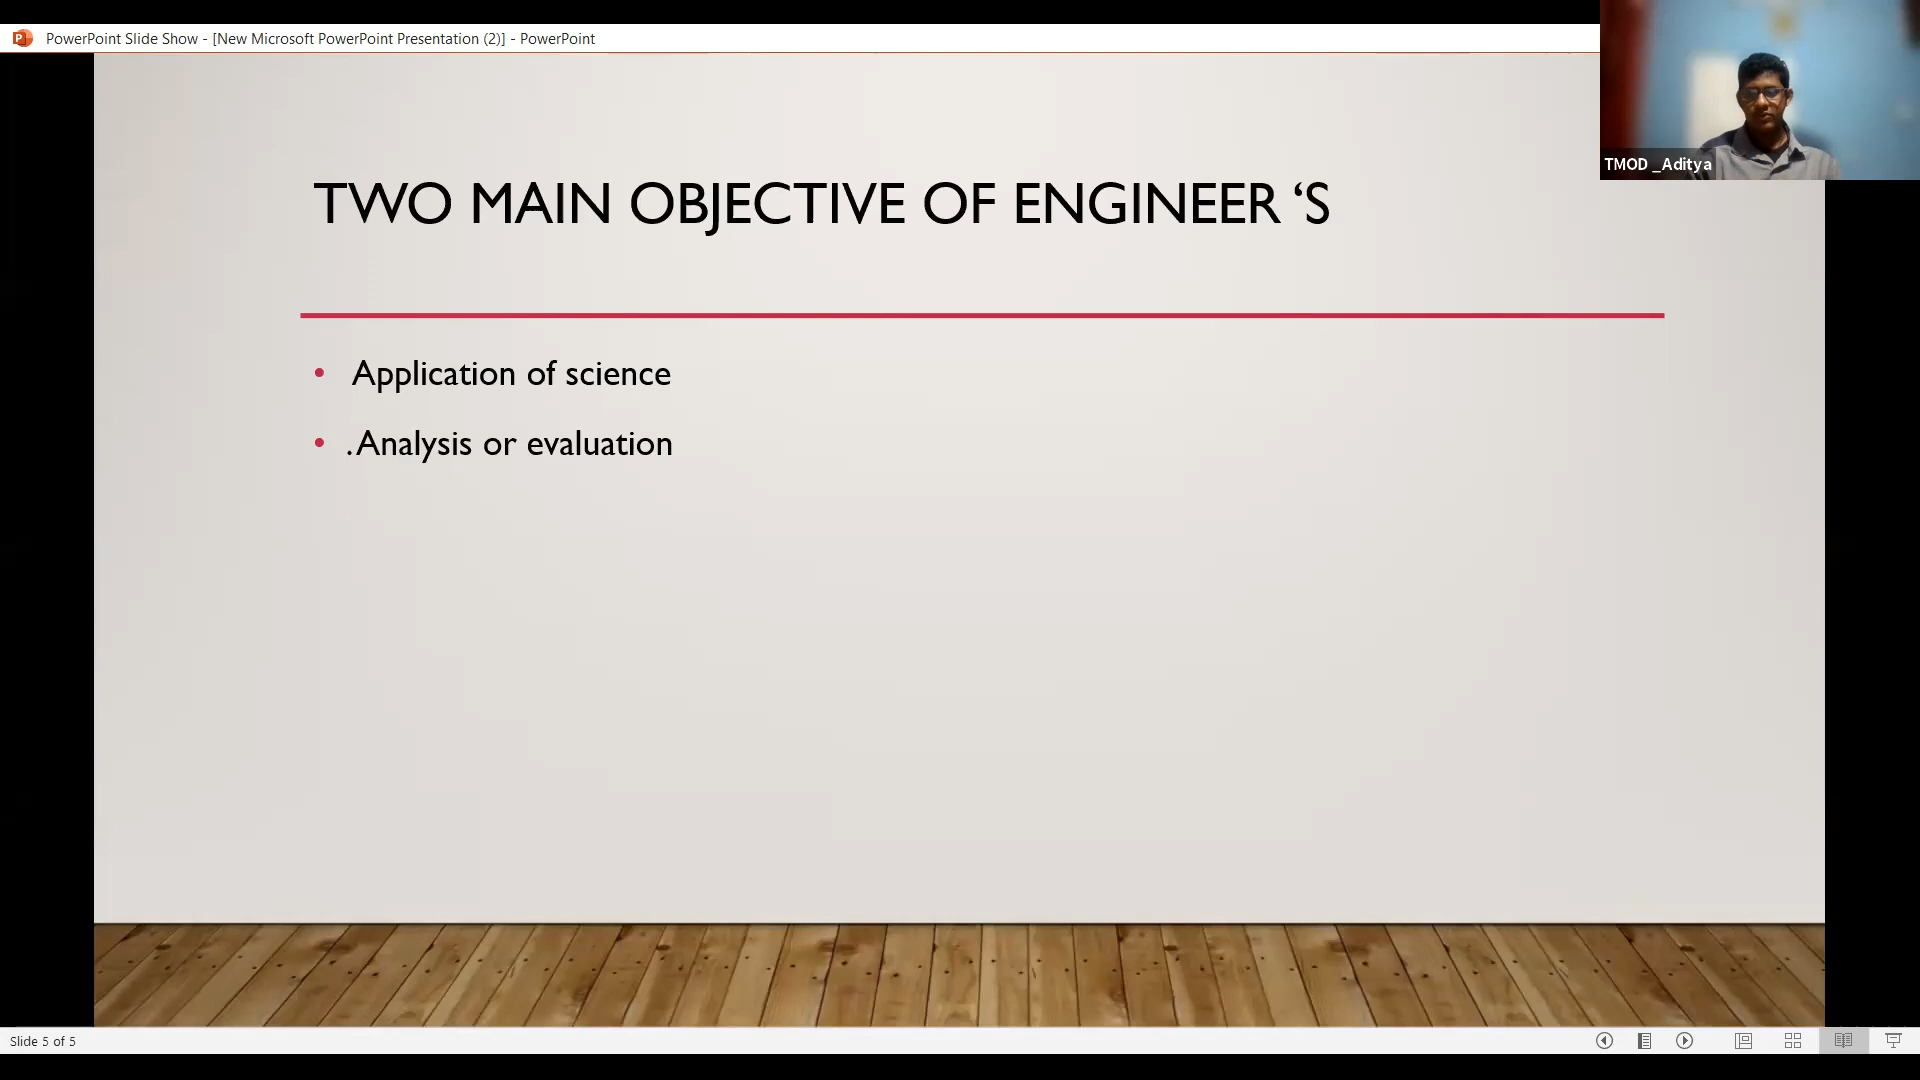 PowerPoint Slide Show - [New Microsoft PowerPoint Presentation (2)] - PowerPoint
TMOD _Aditya
TWO MAIN OBJECTIVE OF ENGINEER ‘S
• Application of science
• . Analysis or evaluation
Slide 5 of 5